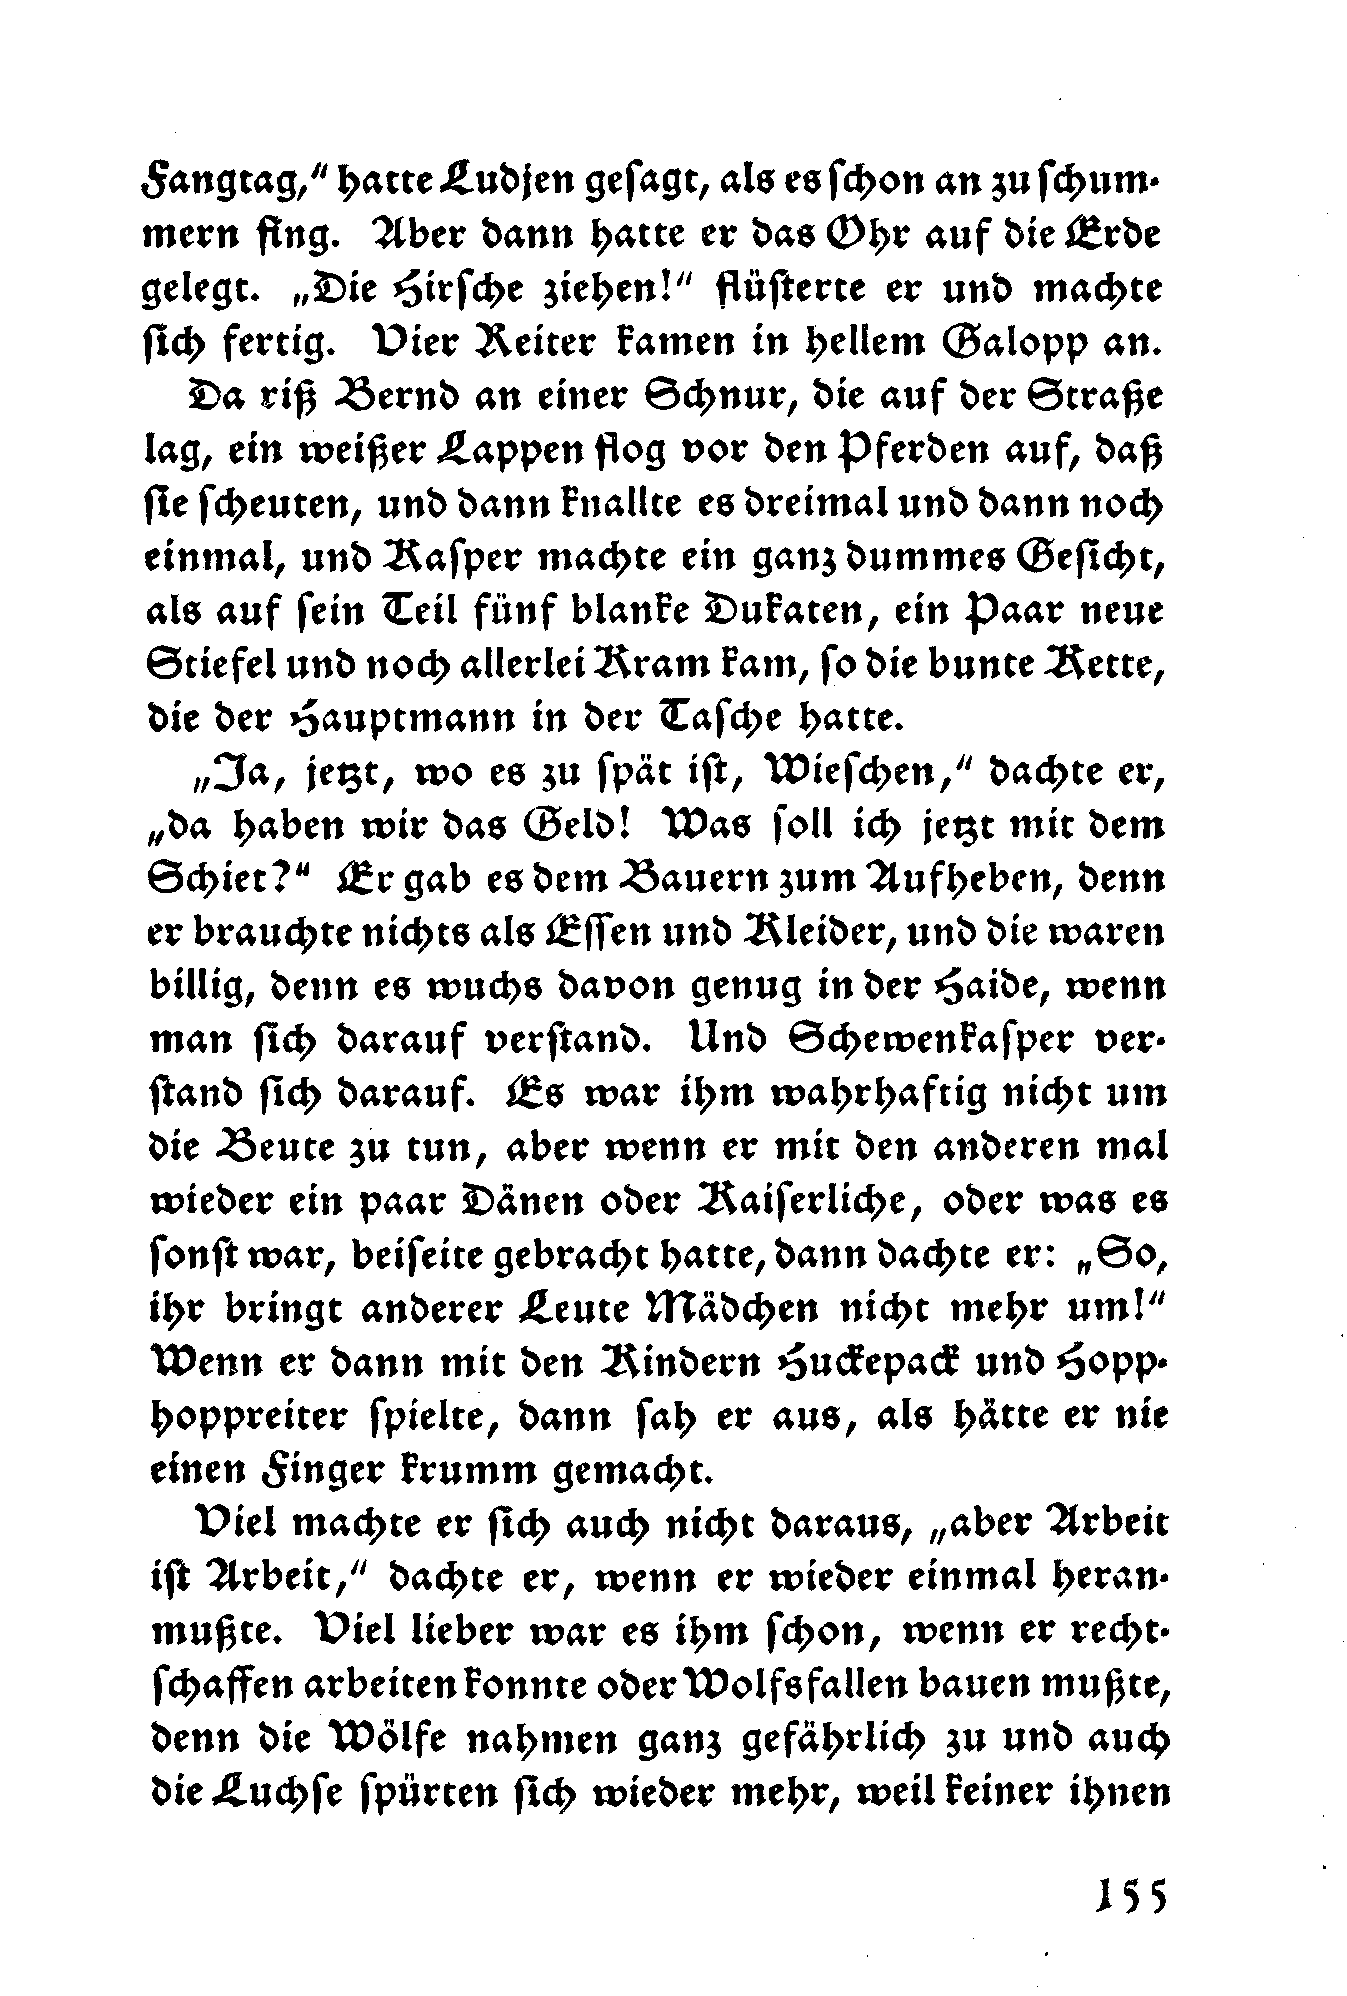 Fangtag,“ hatte Ludjen gesagt, als es schon an zu schum-
mern fing. Aber dann hatte er das Ohr auf die Erde
gelegt. „Die Hirsche ziehen!“ flüsterte er und machte
sich fertig. Vier Reiter kamen in hellem Galopp an.
Da riß Bernd an einer Schnur, die auf der Straße
lag, ein weißer Lappen flog vor den Pferden auf, daß
sie scheuten, und dann knallte es dreimal und dann noch
einmal, und Kasper machte ein ganz dummes Gesicht,
als auf sein Teil fünf blanke Dukaten, ein Paar neue
Stiefel und noch allerlei Kram kam, so die bunte Kette,
die der Hauptmann in der Tasche hatte.
„Ja, jetzt, wo es zu spät ist, Wieschen,“ dachte er,
„da haben wir das Geld! Was soll ich jetzt mit dem
Schiet?“ Er gab es dem Bauern zum Aufheben, denn
er brauchte nichts als Essen und Kleider, und die waren
billig, denn es wuchs davon genug in der Haide, wenn
man sich darauf verstand. Und Schewenkasper ver-
stand sich darauf. Es war ihm wahrhaftig nicht um
die Beute zu tun, aber wenn er mit den anderen mal
wieder ein paar Dänen oder Kaiserliche, oder was es
sonst war, beiseite gebracht hatte, dann dachte er: „So,
ihr bringt anderer Leute Mädchen nicht mehr um!“
Wenn er dann mit den Kindern Huckepack und Hopp-
hoppreiter spielte, dann sah er aus, als hätte er nie
einen Finger krumm gemacht.
Viel machte er sich auch nicht daraus, „aber Arbeit
ist Arbeit,“ dachte er, wenn er wieder einmal heran-
mußte. Viel lieber war es ihm schon, wenn er recht-
schaffen arbeiten konnte oder Wolfsfallen bauen mußte,
denn die Wölfe nahmen ganz gefährlich zu und auch
die Luchse spürten sich wieder mehr, weil keiner ihnen
155